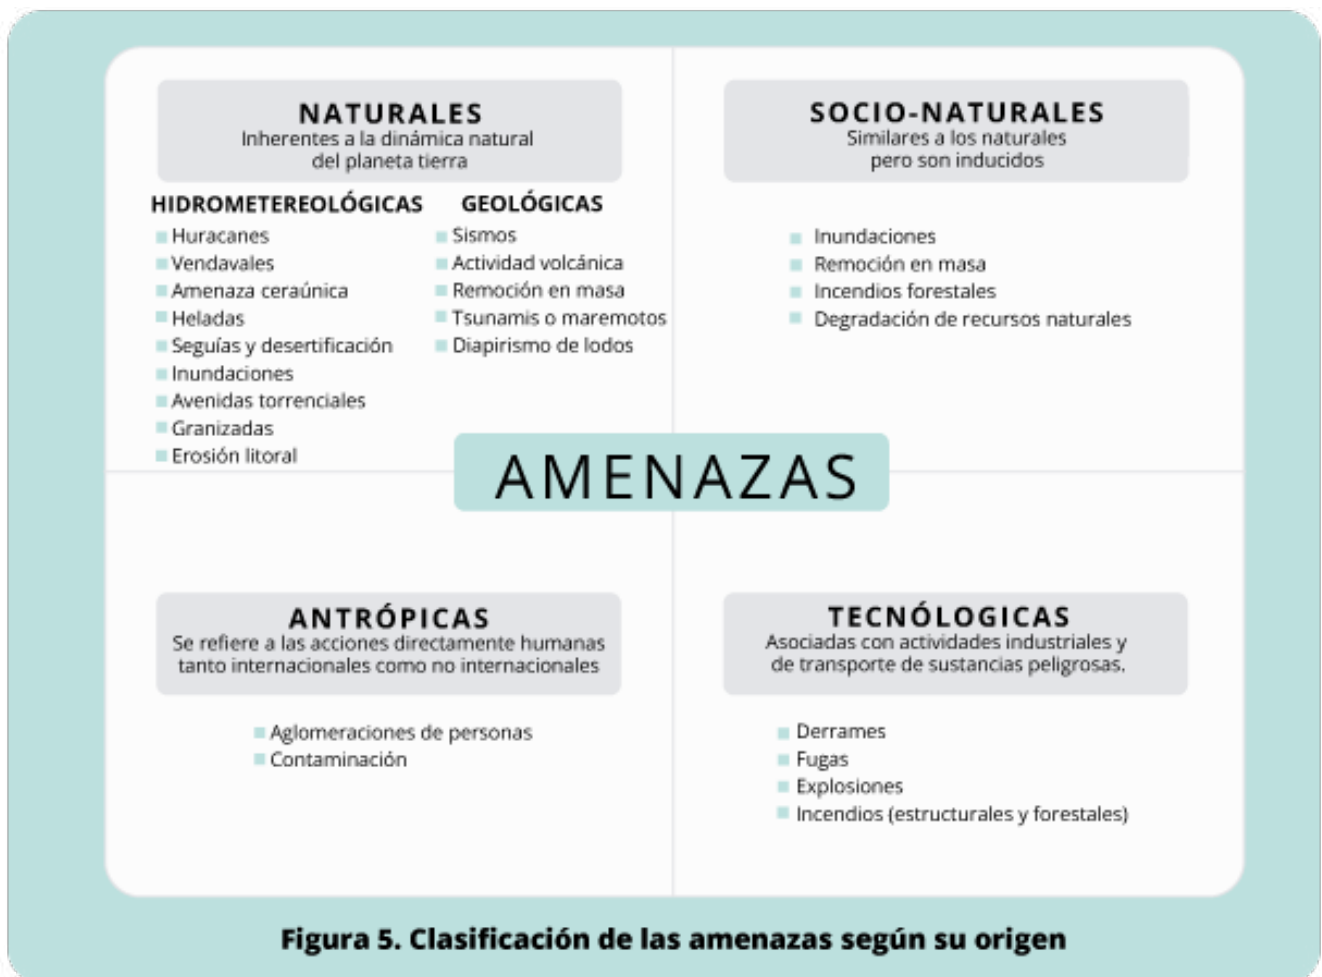 NATURALES
Inherentes a la dinámica natural
del planeta tierra
HIDROMETEREOLÓGICAS
Huracanes
Vendavales
Amenaza ceraúnica
Heladas
Seguías y desertificación
Inundaciones
Avenidas torrenciales
Granizadas
Erosión litoral
GEOLÓGICAS
Sismos
Actividad volcánica
Remoción en masa
Tsunamis o maremotos
Diapirismo de lodos
SOCIO-NATURALES
Similares a los naturales
pero son inducidos
Inundaciones
Remoción en masa
Incendios forestales
Degradación de recursos naturales
AMENAZAS
ANTRÓPICAS
Se refiere a las acciones directamente humanas
tanto internacionales como no internacionales
Aglomeraciones de personas
Contaminación
TECNÓLOGICAS
Asociadas con actividades industriales y
de transporte de sustancias peligrosas.
Derrames
Fugas
Explosiones
Incendios (estructurales y forestales)
Figura 5. Clasificación de las amenazas según su origen